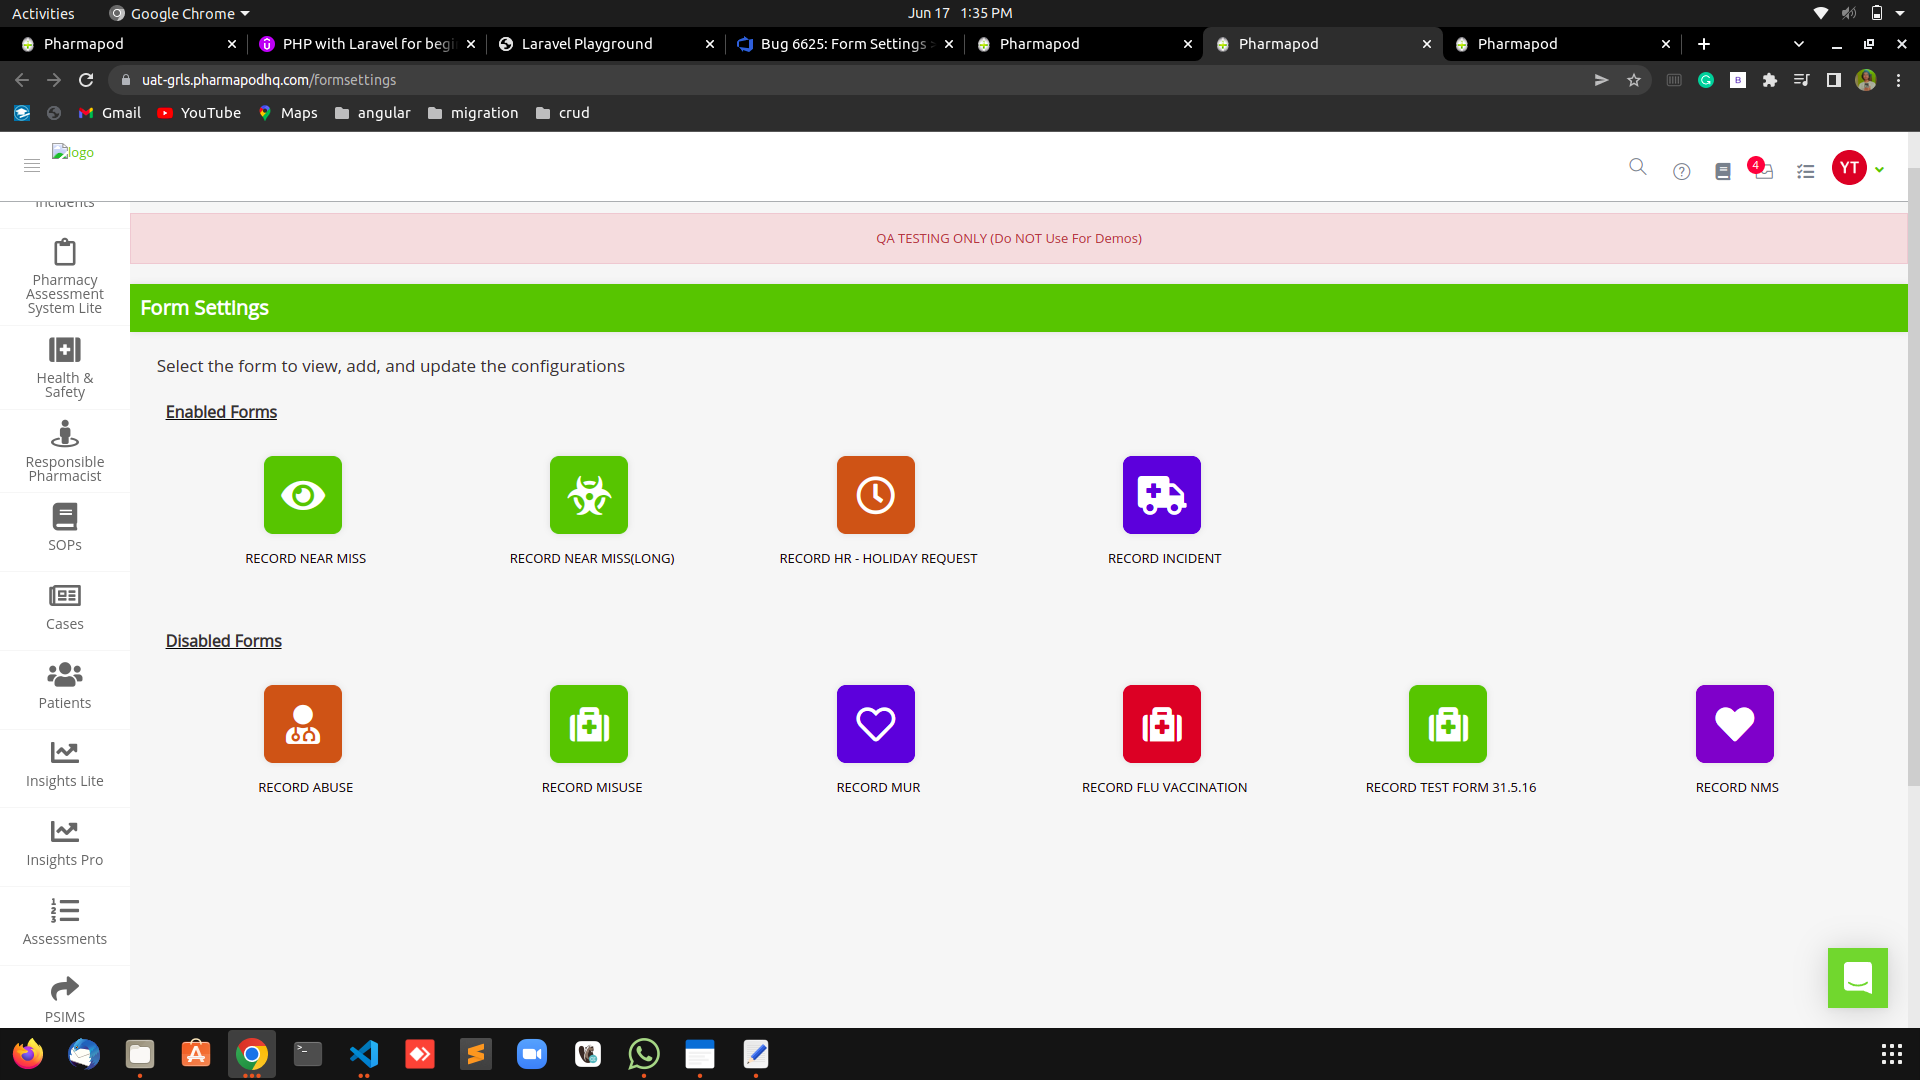 Activities
Google Chrome
Jun 17 1:35 PM
Pharmapod
PHP with Laravel for begi
Laravel Playground
Bug 6625: Form Settings
Pharmapod
Pharmapod
Pharmapod
uat-grls.pharmapodhq.com/formsettings
Gmail
YouTube
Maps
angular
migration
crud
logo
4
YT
Incidents
Pharmacy
Assessment
System Lite
Health &
Safety
Responsible
Pharmacist
SOPs
Cases
Patients
Insights Lite
Insights Pro
Assessments
PSIMS
QA TESTING ONLY (Do NOT Use For Demos)
Form Settings
Select the form to view, add, and update the configurations
Enabled Forms
RECORD NEAR MISS
RECORD NEAR MISS(LONG)
RECORD HR - HOLIDAY REQUEST
RECORD INCIDENT
Disabled Forms
RECORD ABUSE
RECORD MISUSE
RECORD MUR
RECORD FLU VACCINATION
RECORD TEST FORM 31.5.16
RECORD NMS